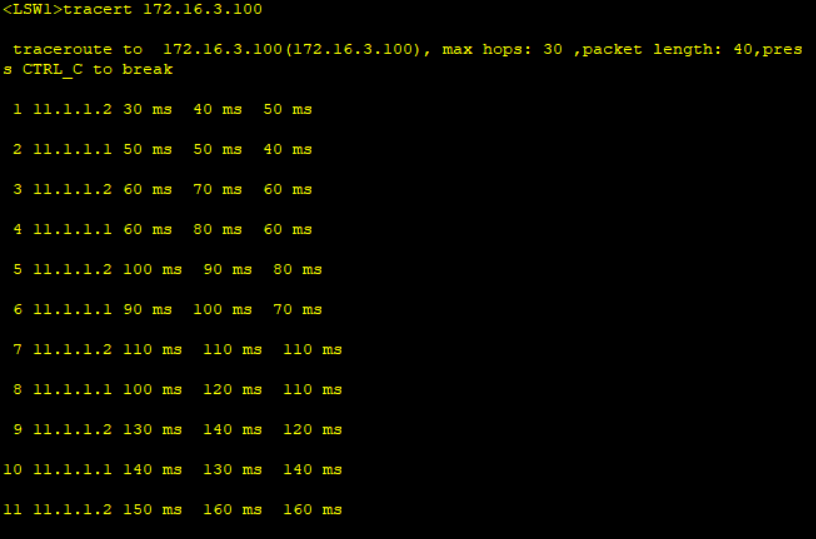 <LSW1>tracert 172.16.3.100
traceroute to  172.16.3.100(172.16.3.100), max hops: 30 ,packet length: 40,pres
s CTRL_C to break
1 11.1.1.2 30 ms  40 ms  50 ms
2 11.1.1.1 50 ms  50 ms  40 ms
3 11.1.1.2 60 ms  70 ms  60 ms
4 11.1.1.1 60 ms  80 ms  60 ms
5 11.1.1.2 100 ms  90 ms  80 ms
6 11.1.1.1 90 ms  100 ms  70 ms
7 11.1.1.2 110 ms  110 ms  110 ms
8 11.1.1.1 100 ms  120 ms  110 ms
9 11.1.1.2 130 ms  140 ms  120 ms
10 11.1.1.1 140 ms  130 ms  140 ms
11 11.1.1.2 150 ms  160 ms  160 ms